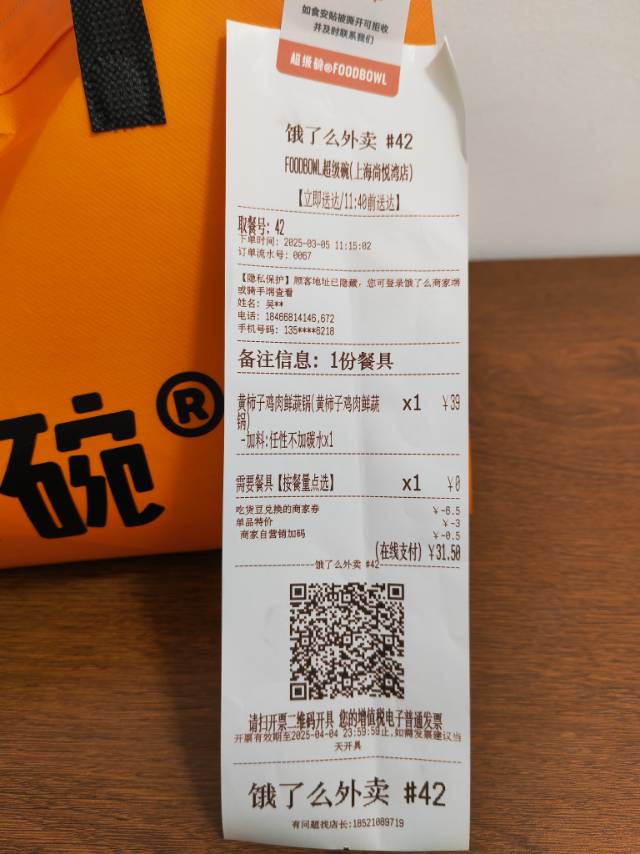 如食安贴被撕开可拒收
并及时联系我们
超级碗®FOODBOWL
饿了么外卖 #42
FOODBOWL超级碗(上海尚悦湾店)
【立即送达/11:40前送达】
取餐号: 42
下单时间: 2025-03-05 11:15:02
订单流水号: 0067
【隐私保护】顾客地址已隐藏，您可登录饿了么商家端
或骑手端查看
姓名: 吴**
电话: 18466814146,672
手机号码: 135****6218
备注信息: 1份餐具
黄柿子鸡肉鲜蔬锅(黄柿子鸡肉鲜蔬 x1 ￥39
锅)
-加料:任性不加碳水x1
需要餐具【按餐量点选】 x1 ￥0
吃货豆兑换的商家券 ￥-6.5
单品特价 ￥-3
商家自营销加码 ￥-0.5
(在线支付) ￥31.50
饿了么外卖 #42
请扫开票二维码开具 您的增值税电子普通发票
开票有效期至2025-04-04 23:59:59止,如需发票建议当
天开具
饿了么外卖 #42
有问题找店长:18521089719
碗®